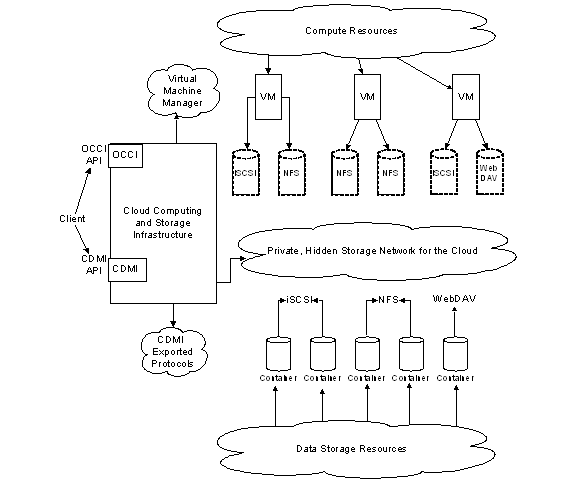 Compute Resources
Virtual
Machine
Manager
VM
VM
VM
OCCI
API
OCCI
iSCSI
NFS
NFS
NFS
iSCSI
Web
DAV
Client
Cloud Computing
and Storage
Infrastructure
Private, Hidden Storage Network for the Cloud
CDMI
API
CDMI
iSCSI
NFS
WebDAV
CDMI
Exported
Protocols
Container
Container
Container
Container
Container
Data Storage Resources